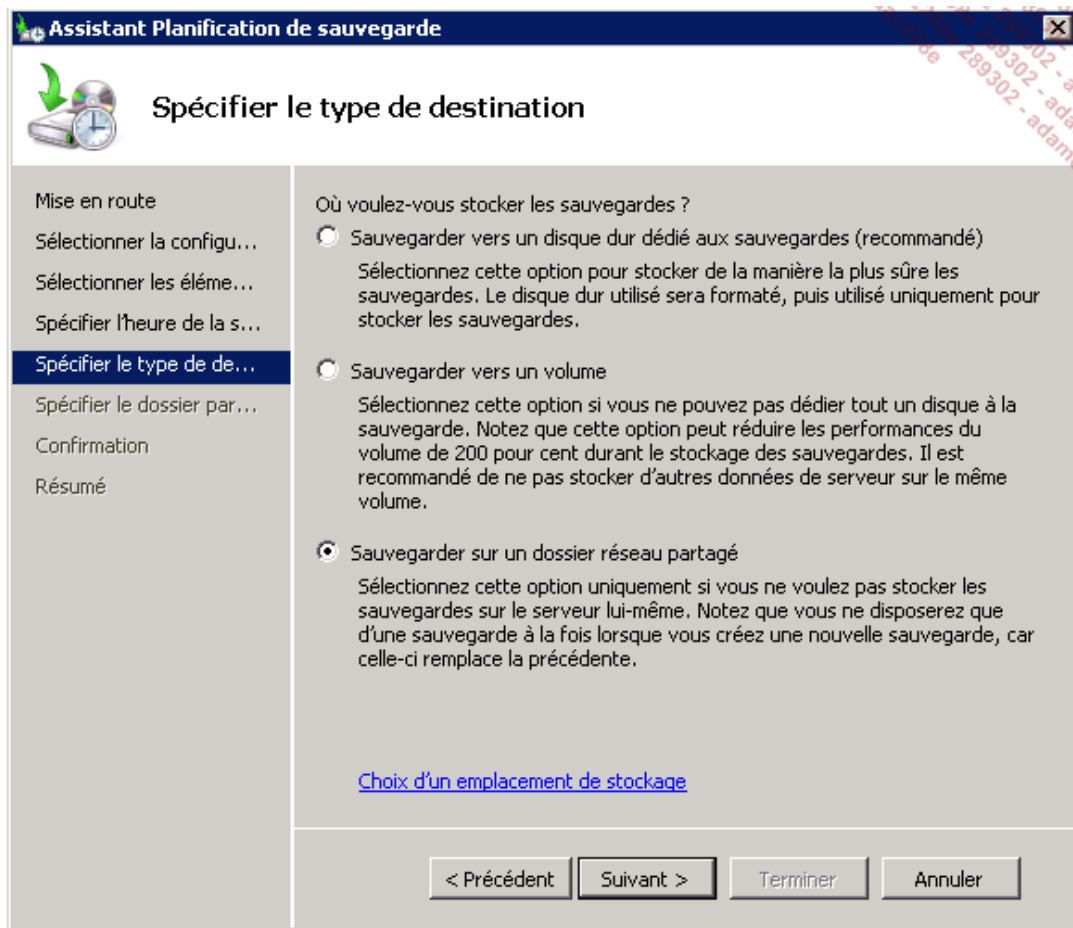 Assistant Planification de sauvegarde
Spécifier le type de destination
Mise en route
Sélectionner la configu...
Sélectionner les éléme...
Spécifier l'heure de la s...
Spécifier le type de de...
Spécifier le dossier par...
Confirmation
Résumé
Où voulez-vous stocker les sauvegardes ?
Sauvegarder vers un disque dur dédié aux sauvegardes (recommandé)
Sélectionnez cette option pour stocker de la manière la plus sûre les
sauvegardes. Le disque dur utilisé sera formaté, puis utilisé uniquement pour
stocker les sauvegardes.
Sauvegarder vers un volume
Sélectionnez cette option si vous ne pouvez pas dédier tout un disque à la
sauvegarde. Notez que cette option peut réduire les performances du
volume de 200 pour cent durant le stockage des sauvegardes. Il est
recommandé de ne pas stocker d'autres données de serveur sur le même
volume.
Sauvegarder sur un dossier réseau partagé
Sélectionnez cette option uniquement si vous ne voulez pas stocker les
sauvegardes sur le serveur lui-même. Notez que vous ne disposerez que
d'une sauvegarde à la fois lorsque vous créez une nouvelle sauvegarde, car
celle-ci remplace la précédente.
Choix d'un emplacement de stockage
< Précédent
Suivant >
Terminer
Annuler